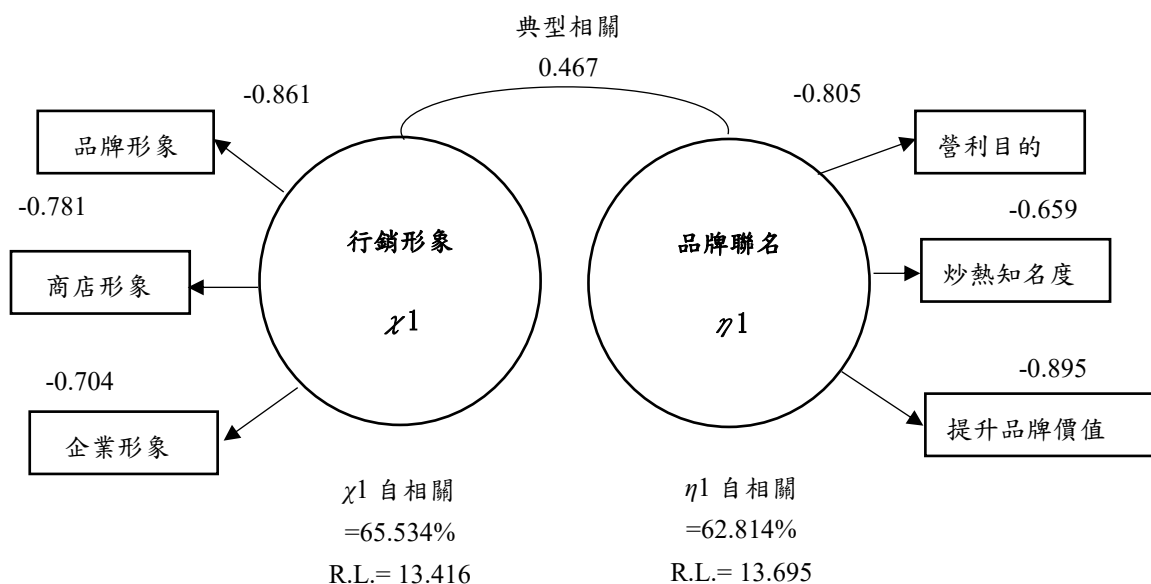 典型相關
0.467
-0.861
-0.805
品牌形象
營利目的
-0.781
-0.659
行銷形象
品牌聯名
商店形象
炒熱知名度
χ1
η1
-0.704
-0.895
企業形象
提升品牌價值
χ1 自相關
=65.534%
R.L.= 13.416
η1 自相關
=62.814%
R.L.= 13.695